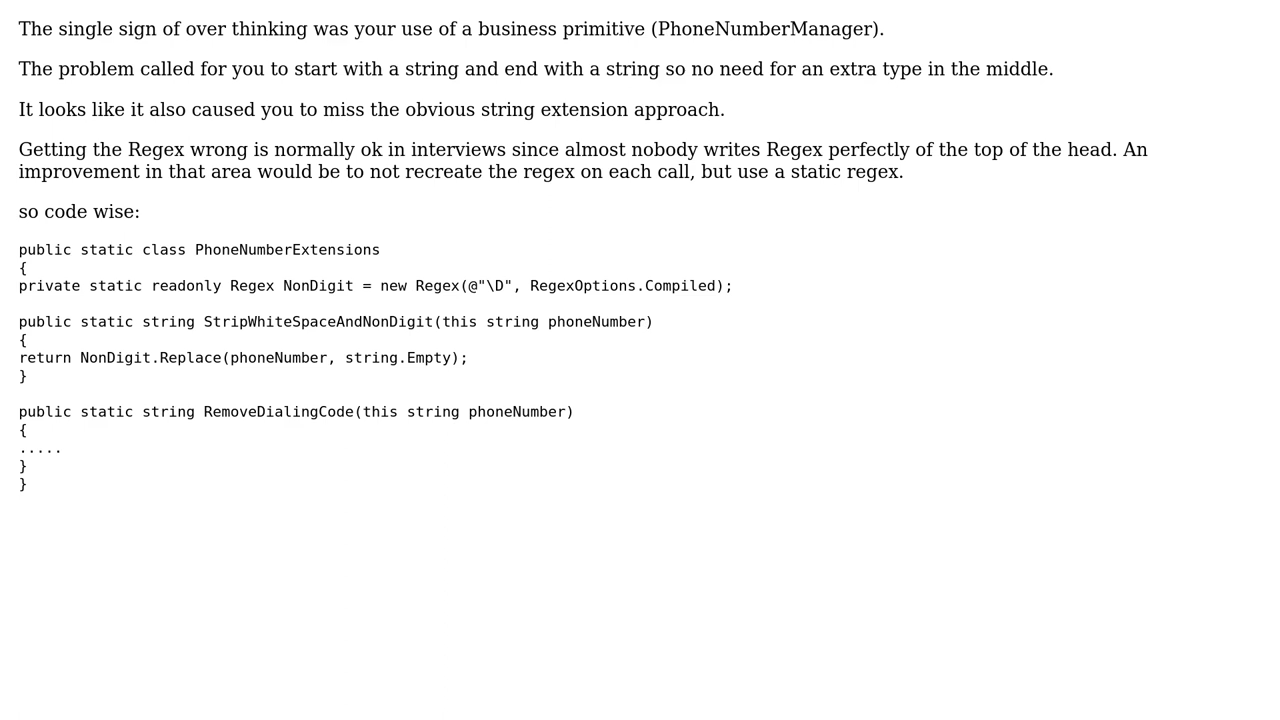 The single sign of over thinking was your use of a business primitive (PhoneNumberManager).
The problem called for you to start with a string and end with a string so no need for an extra type in the middle.
It looks like it also caused you to miss the obvious string extension approach.
Getting the Regex wrong is normally ok in interviews since almost nobody writes Regex perfectly of the top of the head. An
improvement in that area would be to not recreate the regex on each call, but use a static regex.
so code wise:
public static class PhoneNumberExtensions
{
private static readonly Regex NonDigit = new Regex(@"\D", RegexOptions.Compiled);
public static string StripWhiteSpaceAndNonDigit(this string phoneNumber)
{
return NonDigit.Replace(phoneNumber, string.Empty);
}
public static string RemoveDialingCode(this string phoneNumber)
{
.....
}
}